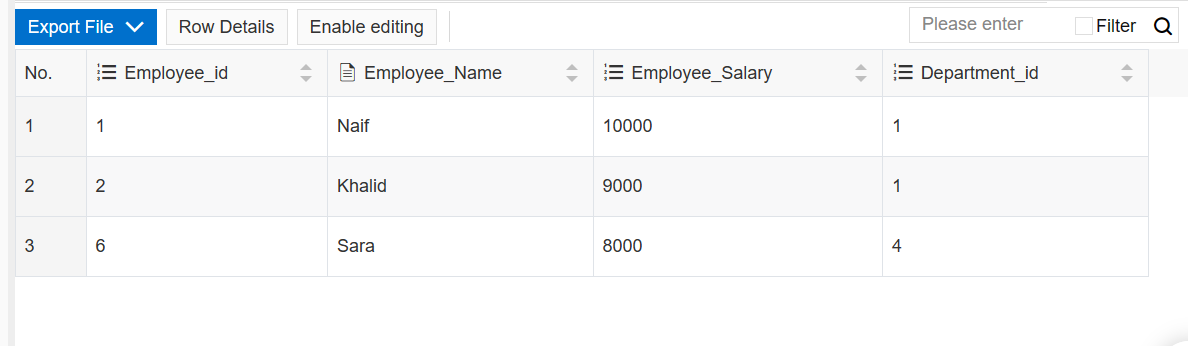 Export File Row Details Enable editing Please enter Filter
No. Employee_id Employee_Name Employee_Salary Department_id
1 1 Naif 10000 1
2 2 Khalid 9000 1
3 6 Sara 8000 4